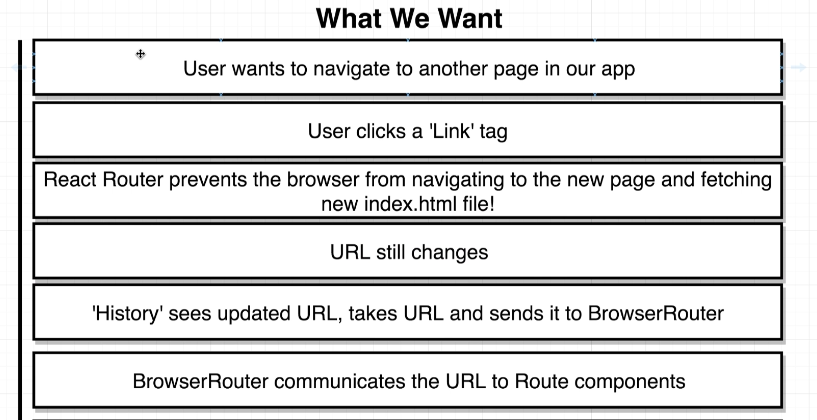 What We Want
User wants to navigate to another page in our app
User clicks a 'Link' tag
React Router prevents the browser from navigating to the new page and fetching
new index.html file!
URL still changes
'History' sees updated URL, takes URL and sends it to BrowserRouter
BrowserRouter communicates the URL to Route components